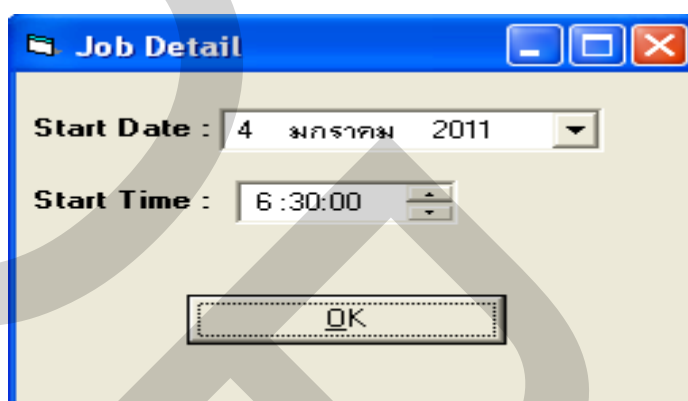 Job Detail
Start Date : 4 มกราคม 2011
Start Time : 6 :30:00
OK